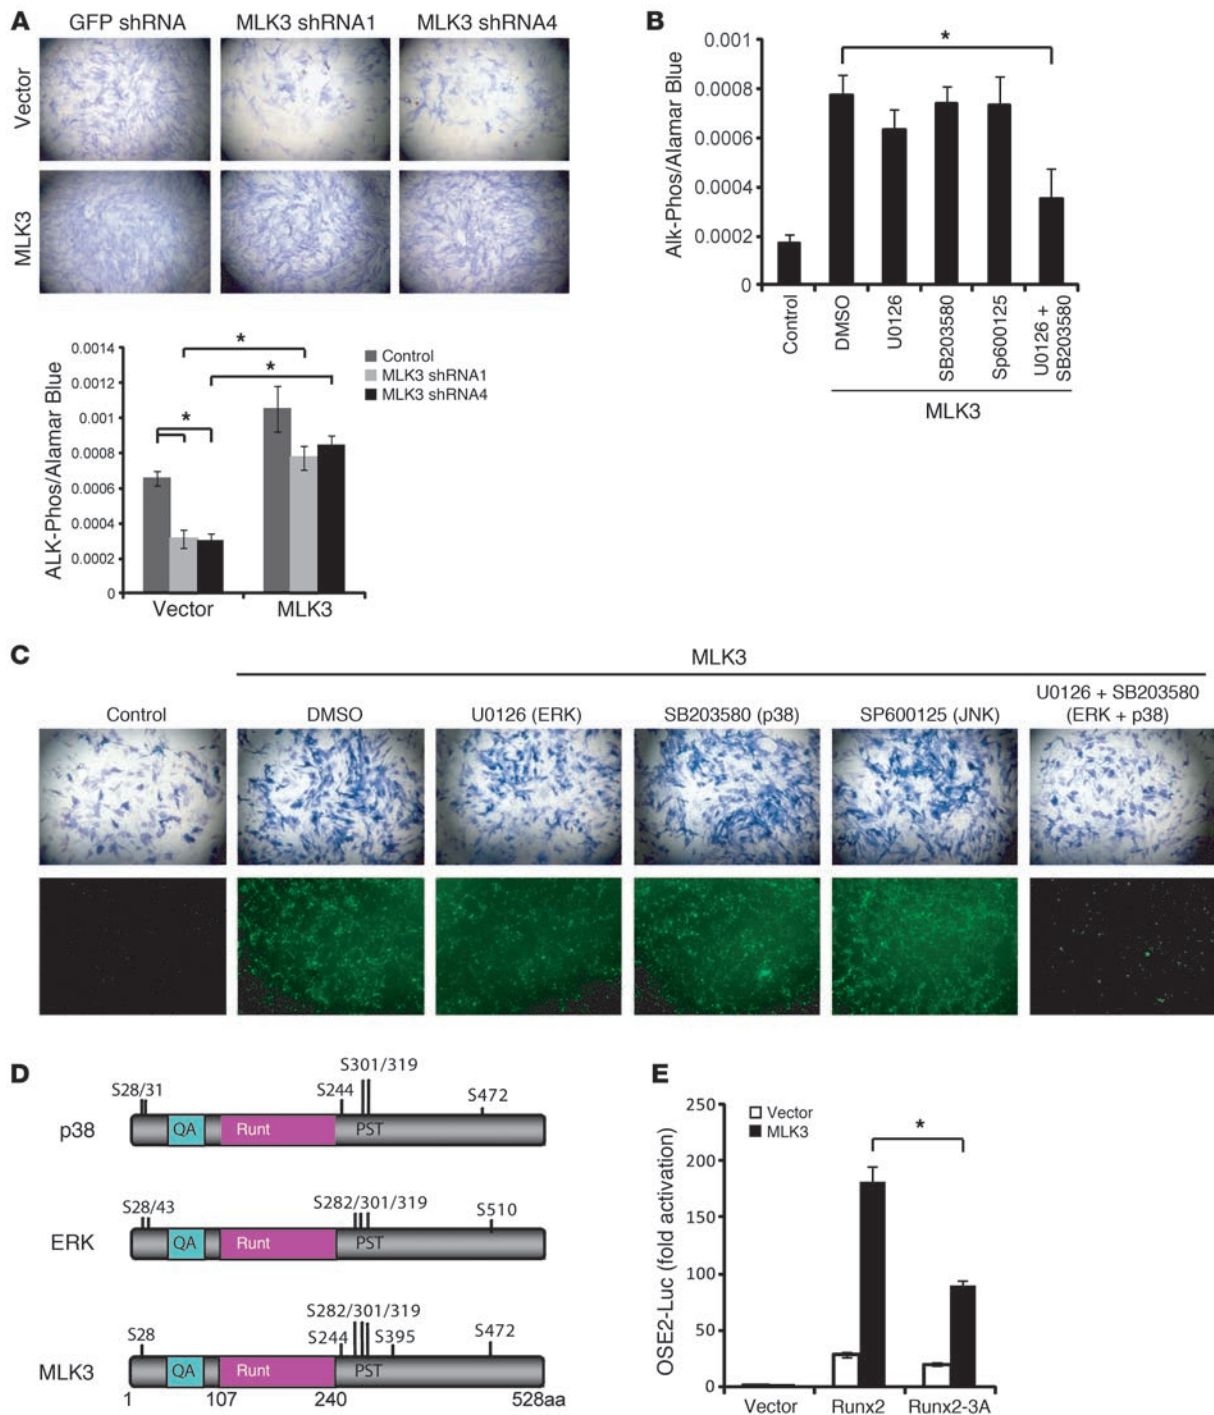 A
GFP shRNA MLK3 shRNA1 MLK3 shRNA4
Vector
MLK3
ALK-Phos/Alamar Blue
0.0014
0.0012
0.001
0.0008
0.0006
0.0004
0.0002
0
* * *
Control
MLK3 shRNA1
MLK3 shRNA4
Vector MLK3
B
Alk-Phos/Alamar Blue
0.001
0.0008
0.0006
0.0004
0.0002
0
*
Control
DMSO
U0126
SB203580
Sp600125
U0126 +
SB203580
MLK3
C
MLK3
Control DMSO U0126 (ERK) SB203580 (p38) SP600125 (JNK) U0126 + SB203580
(ERK + p38)
D
p38
S28/31 S244 S301/319 S472
QA Runt PST
ERK
S28/43 S282/301/319 S510
QA Runt PST
MLK3
S28 S244 S282/301/319 S395 S472
QA Runt PST
1 107 240 528aa
E
OSE2-Luc (fold activation)
250
200
150
100
50
0
Vector
MLK3
*
Vector Runx2 Runx2-3A